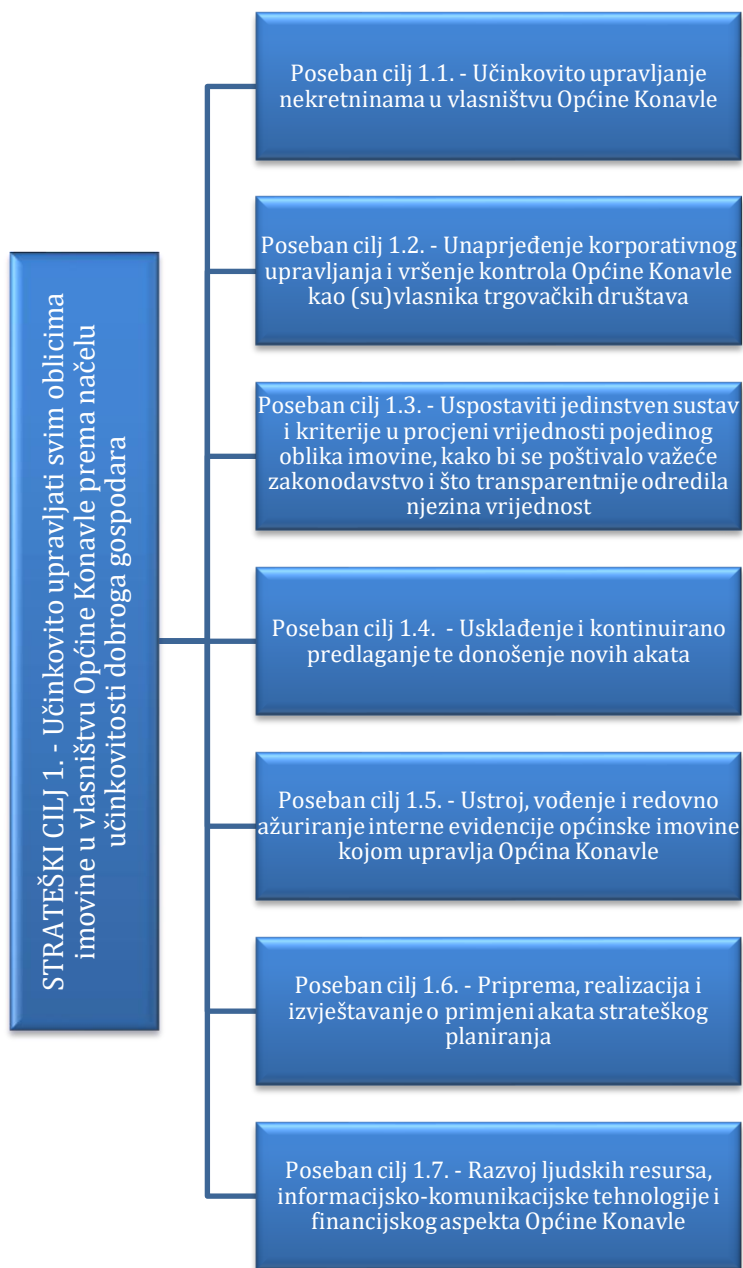 STRATEŠKI CILJ 1. - Učinkovito upravljati svim oblicima
imovine u vlasništvu Općine Konavle prema načelu
učinkovitosti dobroga gospodara
Poseban cilj 1.1. - Učinkovito upravljanje
nekretninama u vlasništvu Općine Konavle
Poseban cilj 1.2. - Unaprjeđenje korporativnog
upravljanja i vršenje kontrola Općine Konavle
kao (su)vlasnika trgovačkih društava
Poseban cilj 1.3. - Uspostaviti jedinstven sustav
i kriterije u procjeni vrijednosti pojedinog
oblika imovine, kako bi se poštivalo važeće
zakonodavstvo i što transparentnije odredila
njezina vrijednost
Poseban cilj 1.4. - Usklađenje i kontinuirano
predlaganje te donošenje novih akata
Poseban cilj 1.5. - Ustroj, vođenje i redovno
ažuriranje interne evidencije općinske imovine
kojom upravlja Općina Konavle
Poseban cilj 1.6. - Priprema, realizacija i
izvještavanje o primjeni akata strateškog
planiranja
Poseban cilj 1.7. - Razvoj ljudskih resursa,
informacijsko-komunikacijske tehnologije i
financijskog aspekta Općine Konavle